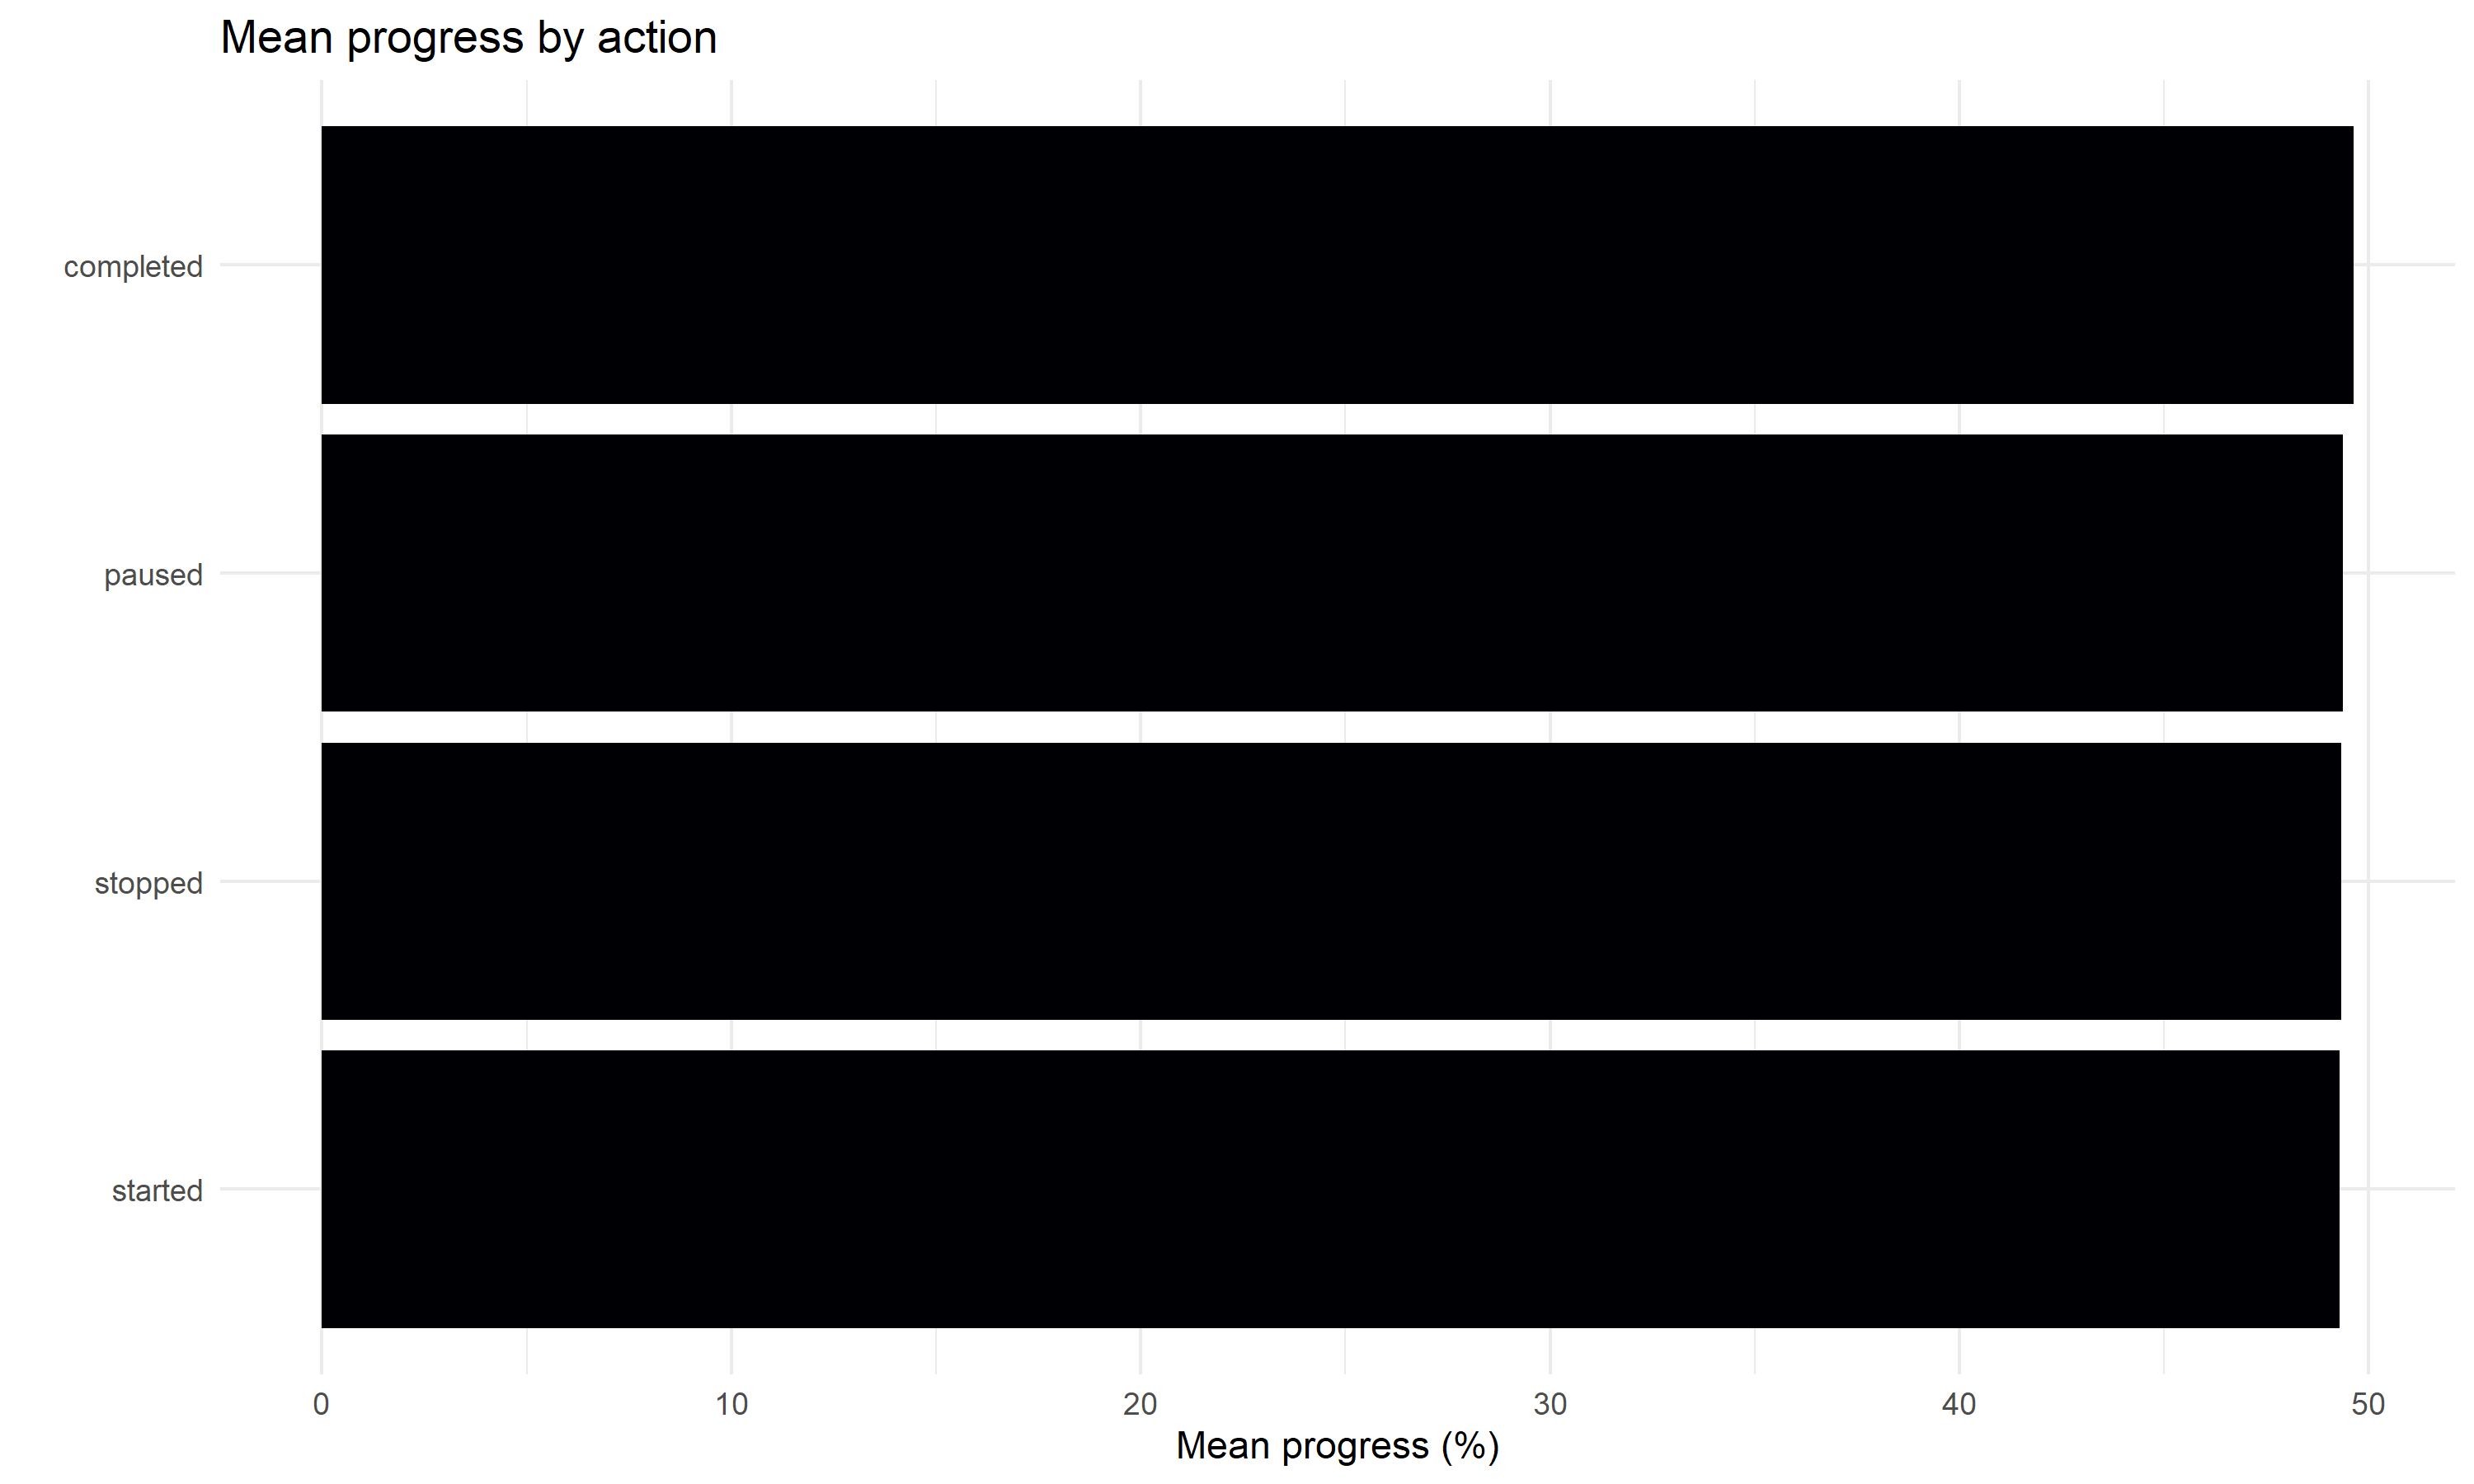 Mean progress by action
completed
paused
stopped
started
0 10 20 30 40 50
Mean progress (%)